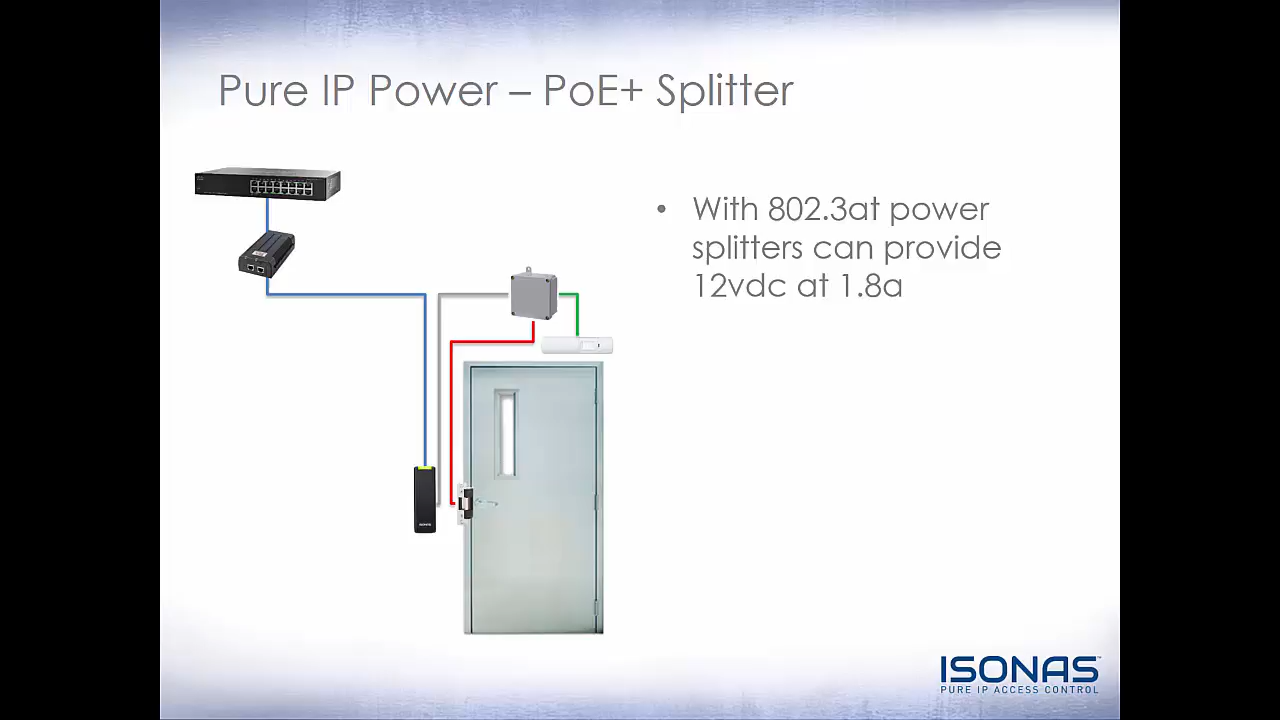 Pure IP Power – PoE+ Splitter
• With 802.3at power
splitters can provide
12vdc at 1.8a
ISONAS
ISONAS™
PURE IP ACCESS CONTROL